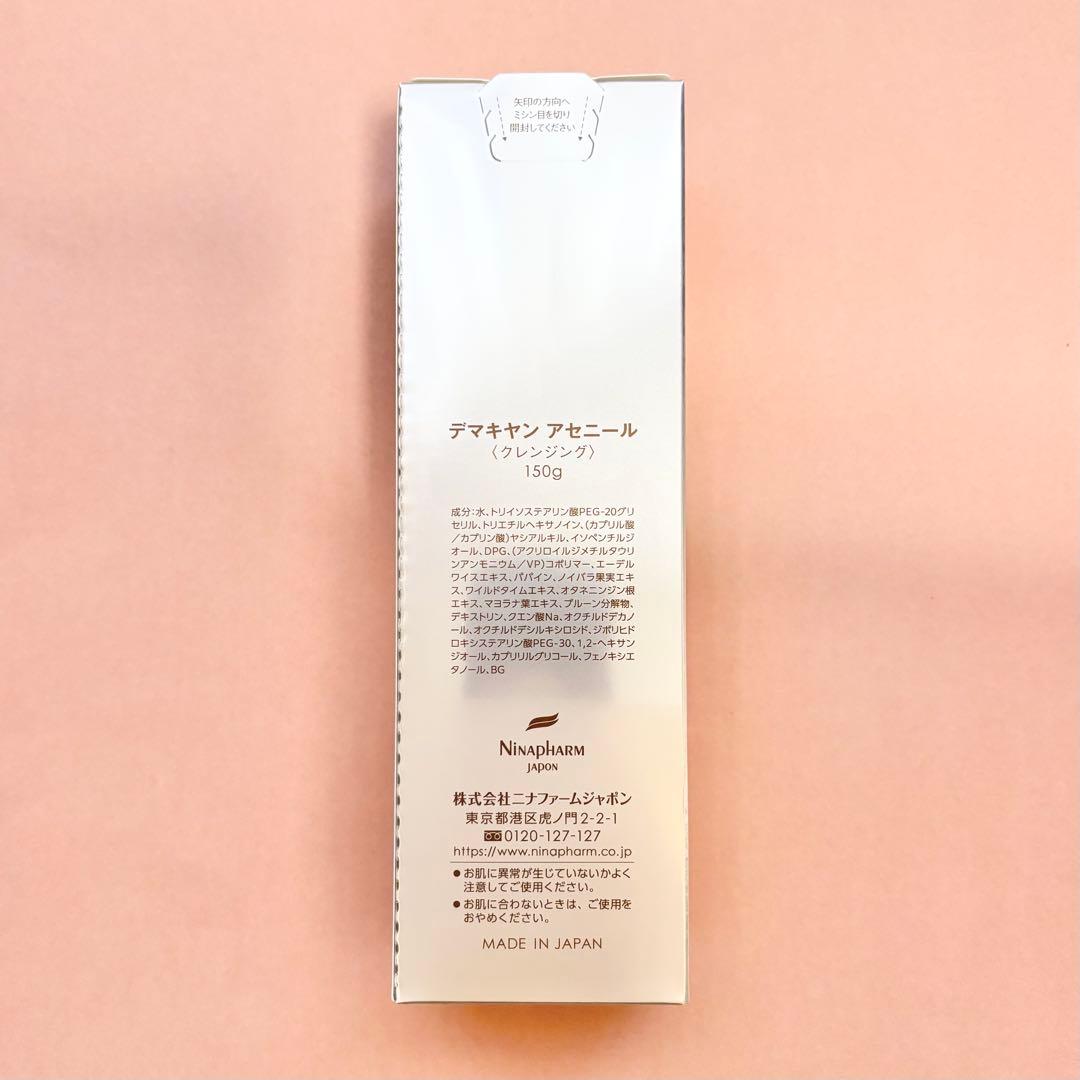 矢印の方向へ
ミシン目を切り
開封してください
デマキヤン アセニール
〈クレンジング〉
150g
成分:水、トリイソステアリン酸PEG-20グリ
セリル、トリエチルヘキサノイン、(カプリル酸
/カプリン酸)ヤシアルキル、イソペンチルジ
オール、DPG、(アクリロイルジメチルタウリ
ンアンモニウム/VP)コポリマー、エーデル
ワイスエキス、パパイン、ノイバラ果実エキ
ス、ワイルドタイムエキス、オタネニンジン根
エキス、マヨラナ葉エキス、プルーン分解物、
デキストリン、クエン酸Na、オクチルドデカノ
ール、オクチルドデシルキシロシド、ジポリヒド
ロキシステアリン酸PEG-30、1,2-ヘキサン
ジオール、カプリリルグリコール、フェノキシエ
タノール、BG
NINAPHARM
JAPON
株式会社ニナファームジャポン
東京都港区虎ノ門2-2-1
0120-127-127
https://www.ninapharm.co.jp
●お肌に異常が生じていないかよく
注意してご使用ください。
●お肌に合わないときは、ご使用を
おやめください。
MADE IN JAPAN